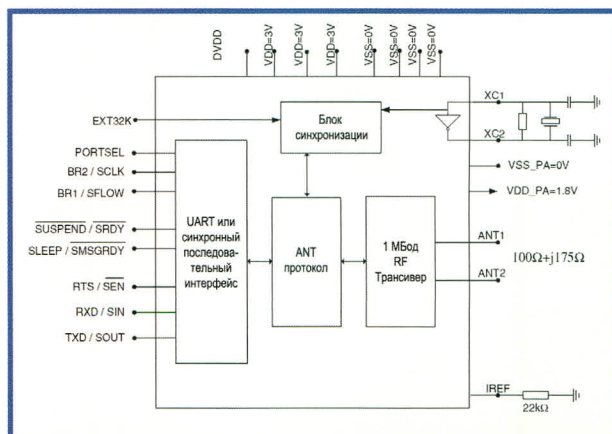 DVDD
VDD=3V
VDD=3V
VDD=3V
VSS=0V
VSS=0V
VSS=0V
VSS=0V
EXT32K
PORTSEL
BR2 / SCLK
BR1 / SFLOW
SUSPEND / SRDY
SLEEP / SMSGRDY
RTS / SEN
RXD / SIN
TXD / SOUT
Блок
синхронизации
UART или
синхронный
последова-
тельный
интерфейс
ANT
протокол
1 МБод
RF
Трансивер
XC1
XC2
VSS_PA=0V
VDD_PA=1.8V
ANT1
100Ω+j175Ω
ANT2
IREF
22kΩ